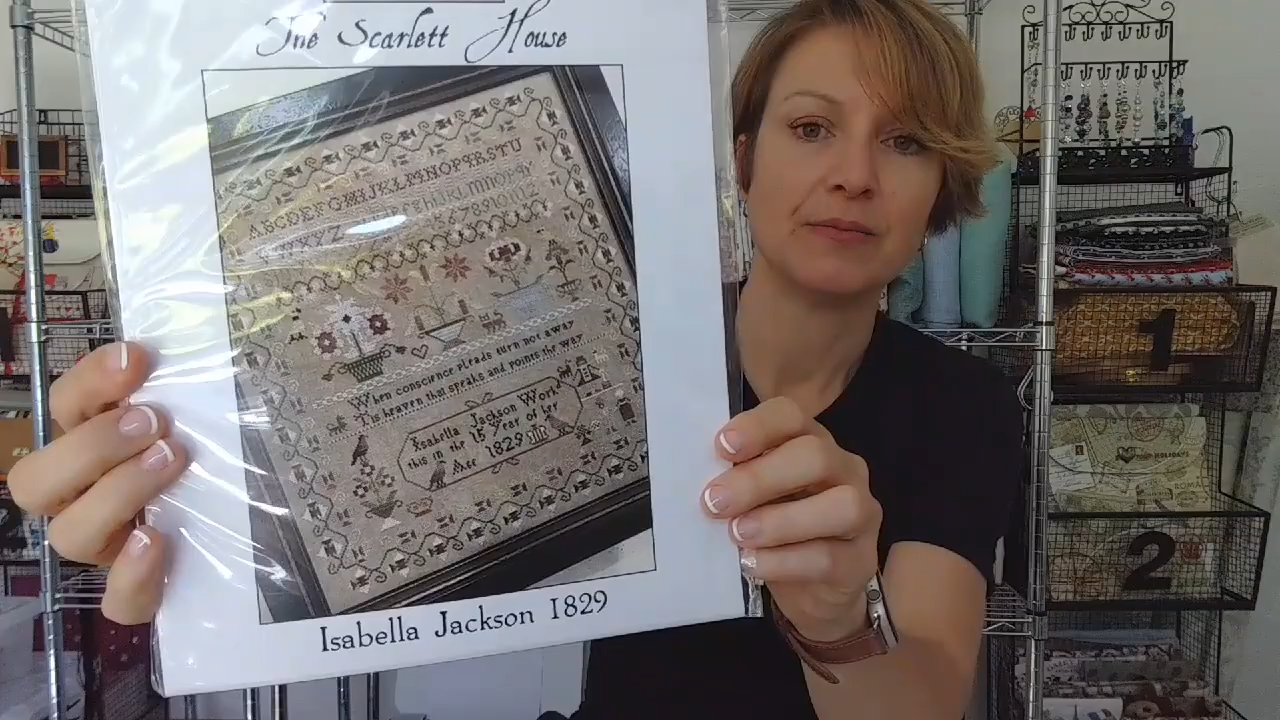 The Scarlett House
ABCDEFGHIJKLMNOPQRSTU
When conscience pleads turn not away
Tis heaven that speaks and points the way
Isabella Jackson Work
this in the 15 Year of her
Age 1829
Isabella Jackson 1829
1
2
ROMA